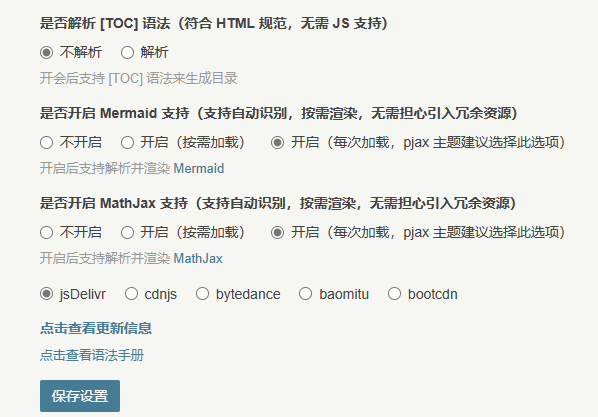 是否解析 [TOC] 语法（符合 HTML 规范，无需 JS 支持）
不解析 解析
开会后支持 [TOC] 语法来生成目录
是否开启 Mermaid 支持（支持自动识别，按需渲染，无需担心引入冗余资源）
不开启 开启（按需加载） 开启（每次加载，pjax 主题建议选择此选项）
开启后支持解析并渲染 Mermaid
是否开启 MathJax 支持（支持自动识别，按需渲染，无需担心引入冗余资源）
不开启 开启（按需加载） 开启（每次加载，pjax 主题建议选择此选项）
开启后支持解析并渲染 MathJax
jsDelivr cdnjs bytedance baomitu bootcdn
点击查看更新信息
点击查看语法手册
保存设置